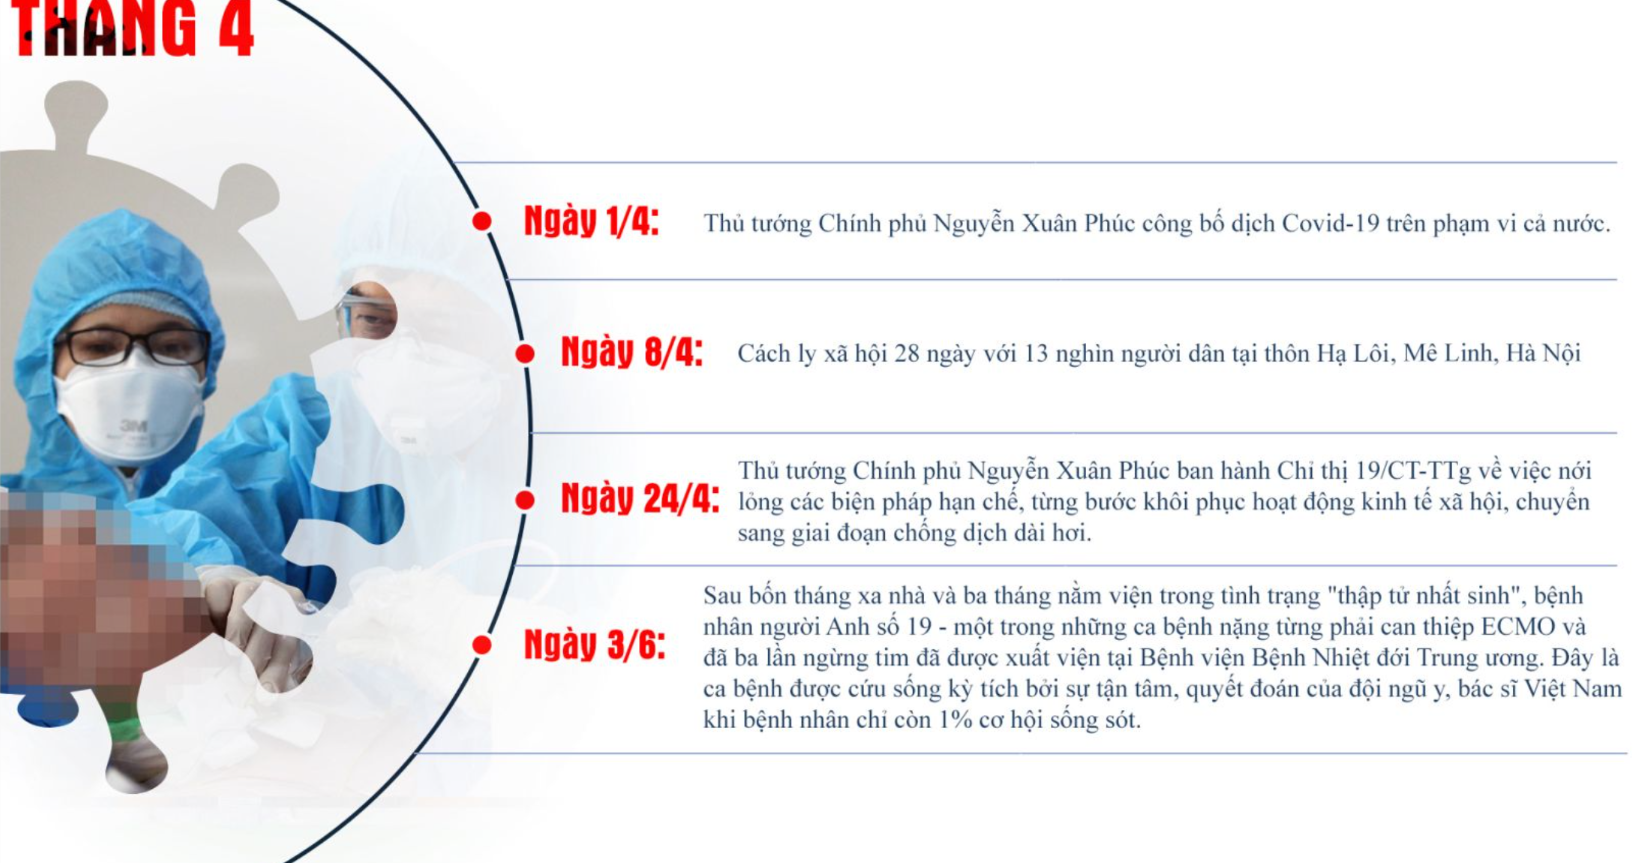 THÁNG 4
Ngày 1/4:
Thủ tướng Chính phủ Nguyễn Xuân Phúc công bố dịch Covid-19 trên phạm vi cả nước.
Ngày 8/4:
Cách ly xã hội 28 ngày với 13 nghìn người dân tại thôn Hạ Lôi, Mê Linh, Hà Nội
Ngày 24/4:
Thủ tướng Chính phủ Nguyễn Xuân Phúc ban hành Chỉ thị 19/CT-TTg về việc nới
lỏng các biện pháp hạn chế, từng bước khôi phục hoạt động kinh tế xã hội, chuyển
sang giai đoạn chống dịch dài hơi.
Ngày 3/6:
Sau bốn tháng xa nhà và ba tháng nằm viện trong tình trạng "thập tử nhất sinh", bệnh
nhân người Anh số 19 - một trong những ca bệnh nặng từng phải can thiệp ECMO và
đã ba lần ngừng tim đã được xuất viện tại Bệnh viện Bệnh Nhiệt đới Trung ương. Đây là
ca bệnh được cứu sống kỳ tích bởi sự tận tâm, quyết đoán của đội ngũ y, bác sĩ Việt Nam
khi bệnh nhân chỉ còn 1% cơ hội sống sót.
3M